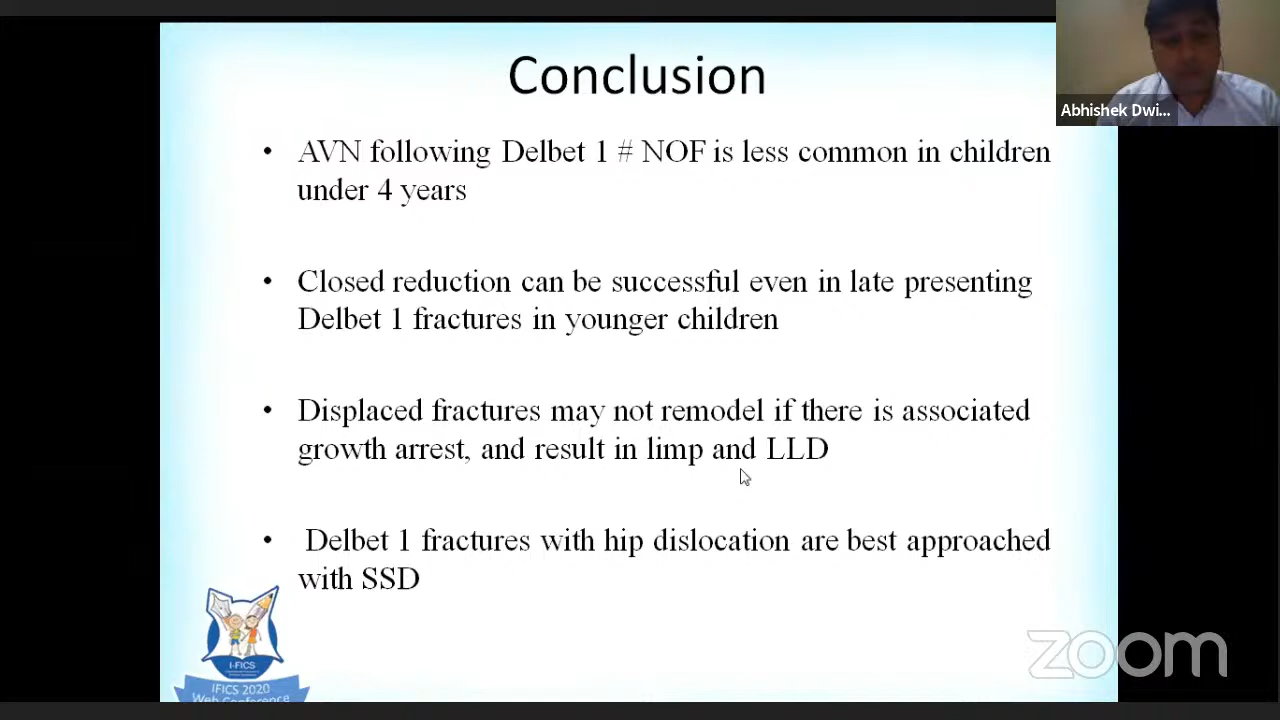 Conclusion
Abhishek Dwi...
• AVN following Delbet 1 # NOF is less common in children
under 4 years
• Closed reduction can be successful even in late presenting
Delbet 1 fractures in younger children
• Displaced fractures may not remodel if there is associated
growth arrest, and result in limp and LLD
• Delbet 1 fractures with hip dislocation are best approached
with SSD
I-FICS
IFICS 2020
Web Conference
zoom